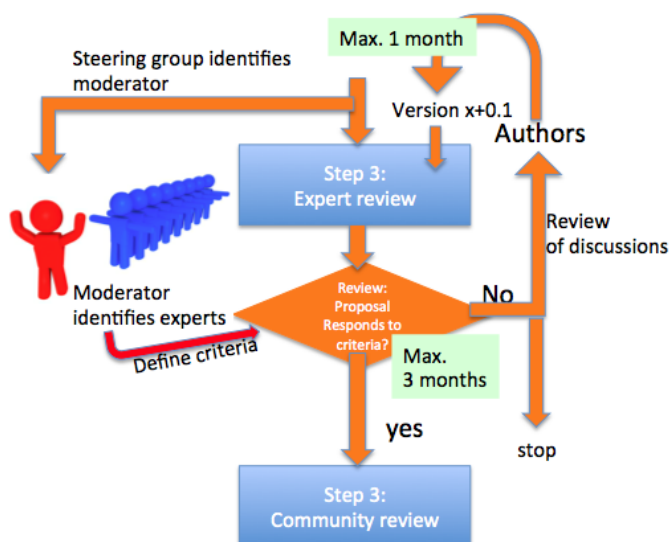 Max. 1 month
Steering group identifies
moderator
Version x+0.1
Authors
Step 3:
Expert review
Review
of discussions
Moderator
identifies experts
Define criteria
Review:
Proposal
Responds to
criteria?
No
Max.
3 months
yes
stop
Step 3:
Community review